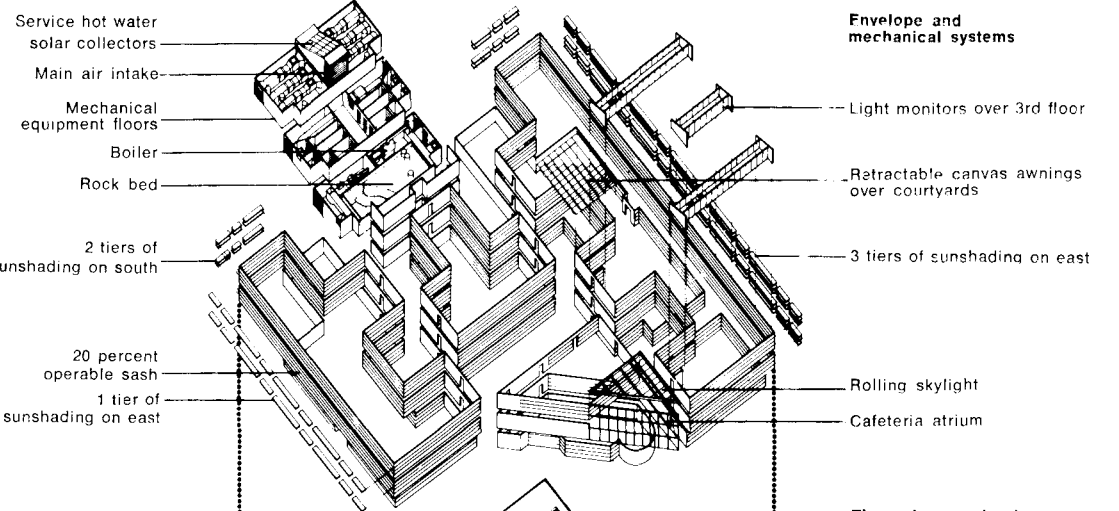 Service hot water
solar collectors
Main air intake
Mechanical
equipment floors
Boiler
Rock bed
2 tiers of
unshading on south
20 percent
operable sash
1 tier of
sunshading on east
Envelope and
mechanical systems
Light monitors over 3rd floor
Retractable canvas awnings
over courtyards
3 tiers of sunshading on east
Rolling skylight
Cafeteria atrium